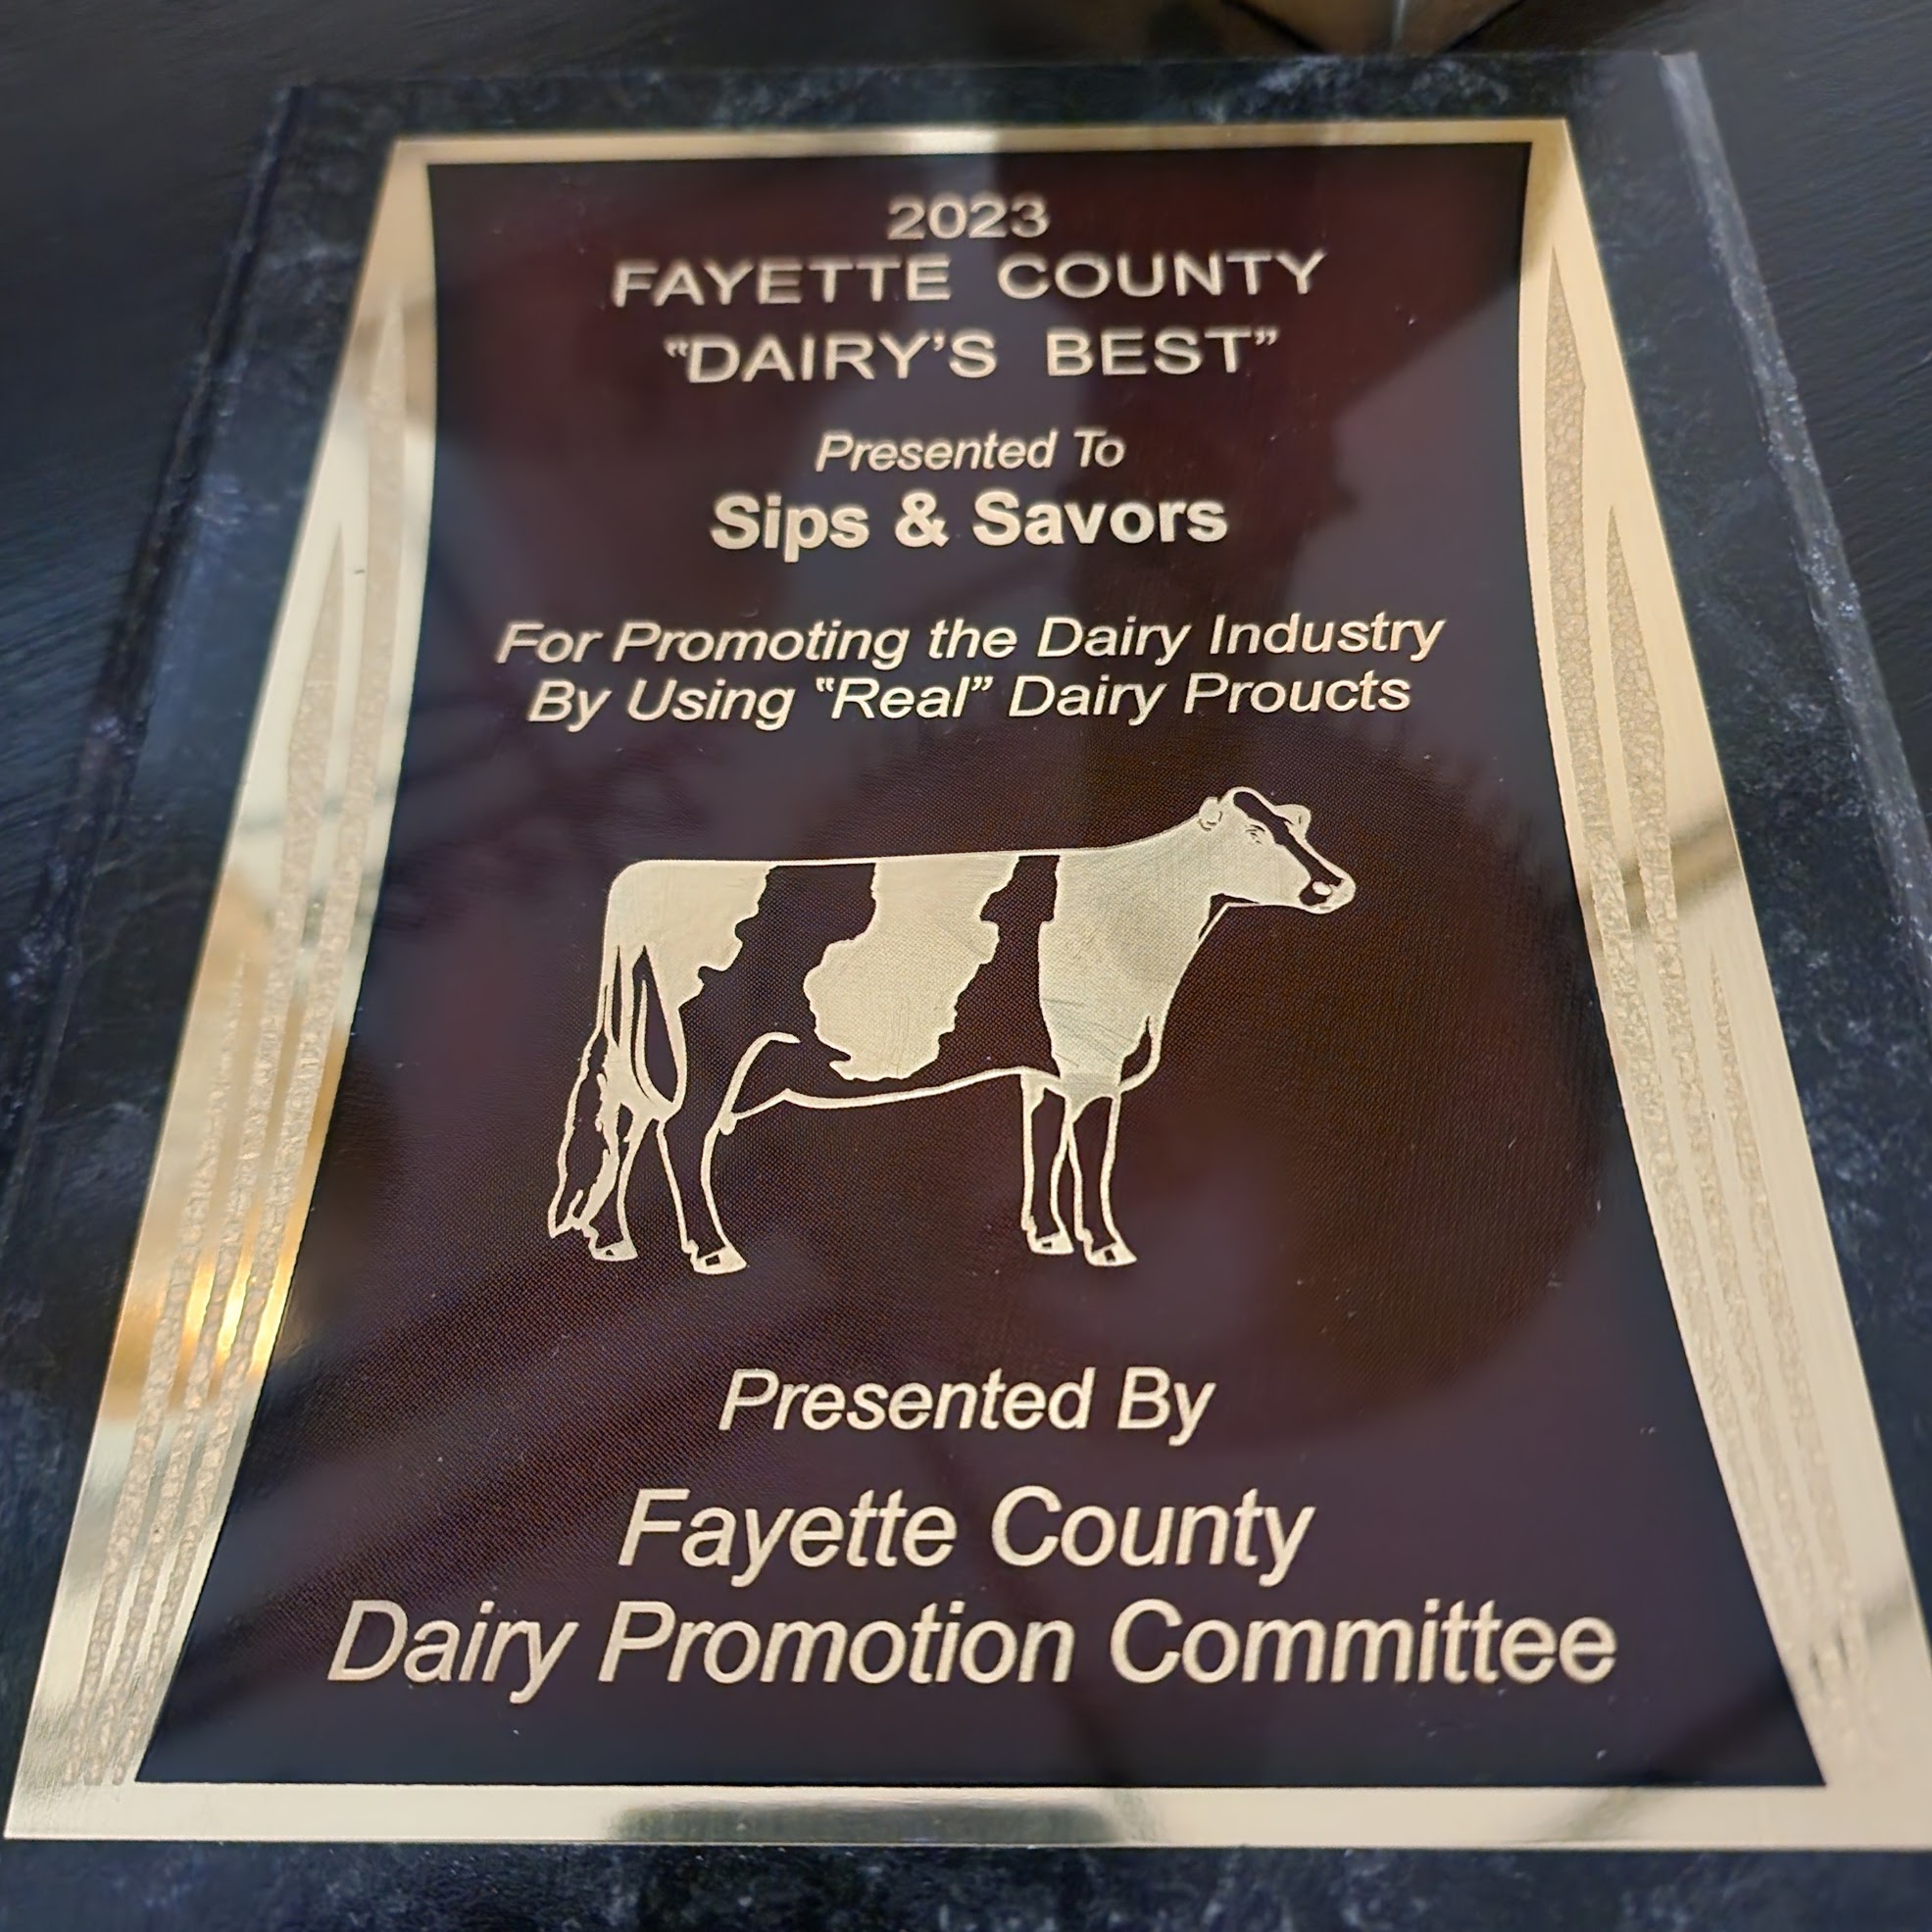 2023
FAYETTE COUNTY
“DAIRY’S BEST”
Presented To
Sips & Savors
For Promoting the Dairy Industry
By Using “Real” Dairy Proucts
Presented By
Fayette County
Dairy Promotion Committee